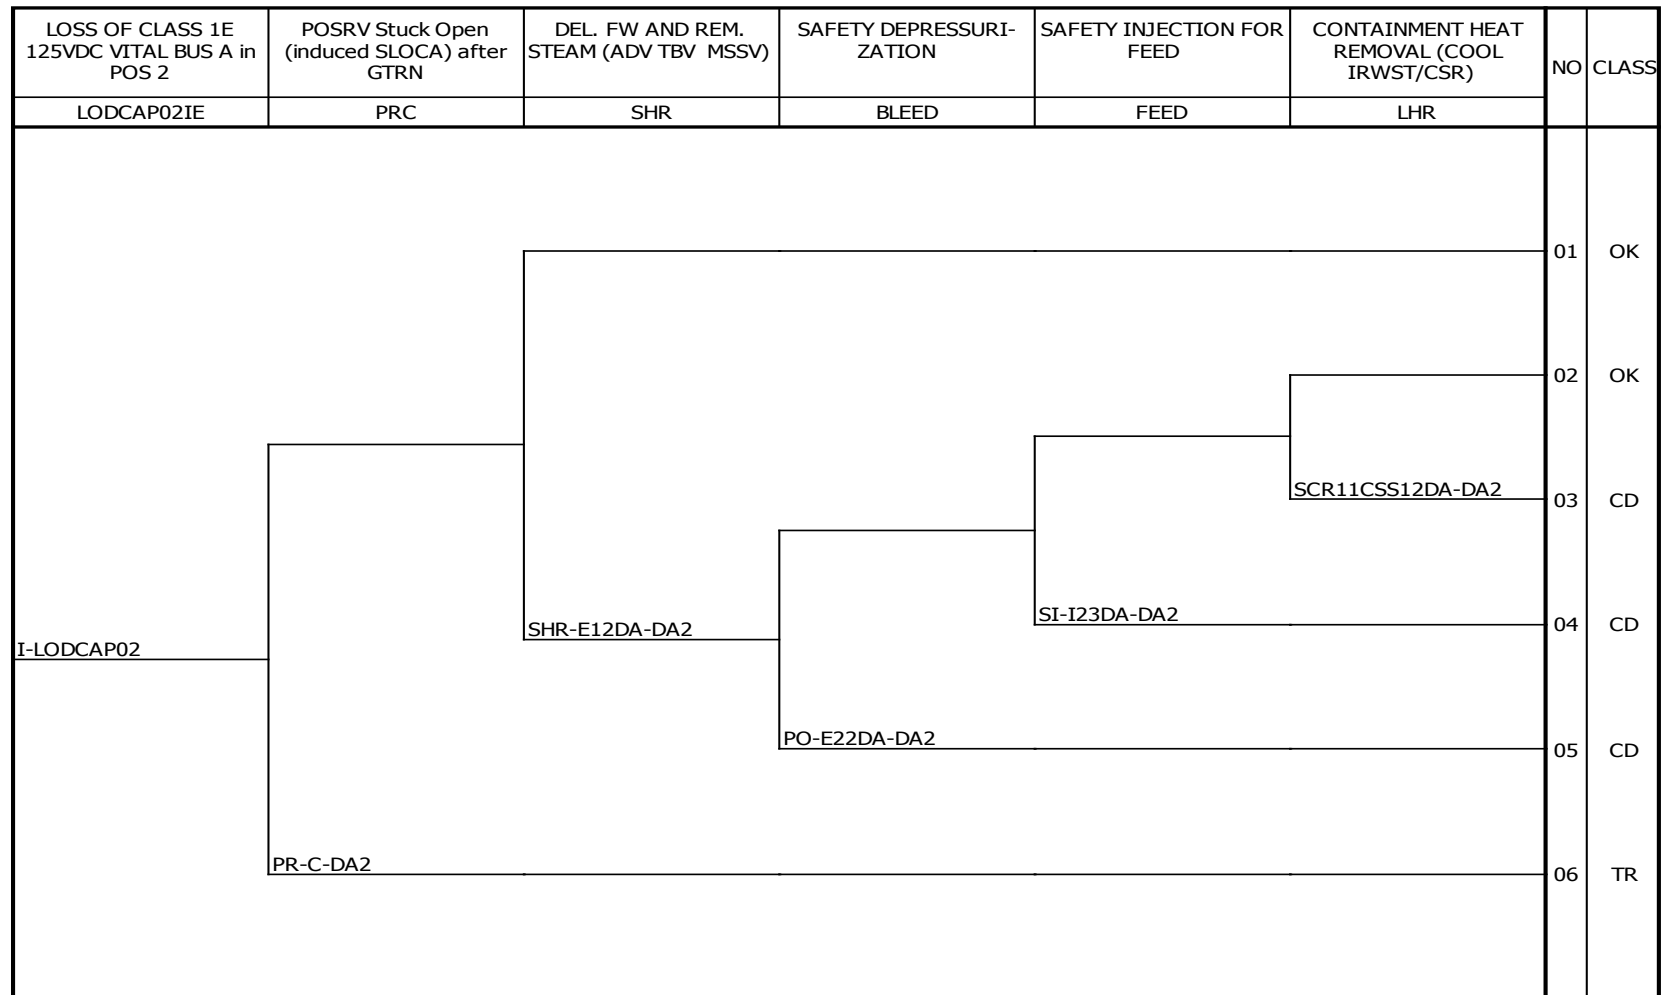 LOSS OF CLASS 1E
125VDC VITAL BUS A in
POS 2
POSRV Stuck Open
(induced SLOCA) after
GTRN
DEL. FW AND REM.
STEAM (ADV TBV  MSSV)
SAFETY DEPRESSURI-
ZATION
SAFETY INJECTION FOR
FEED
CONTAINMENT HEAT
REMOVAL (COOL
IRWST/CSR)
NO
CLASS
LODCAP02IE
PRC
SHR
BLEED
FEED
LHR
01
OK
02
OK
SCR11CSS12DA-DA2
03
CD
SI-I23DA-DA2
04
CD
SHR-E12DA-DA2
I-LODCAP02
PO-E22DA-DA2
05
CD
PR-C-DA2
06
TR